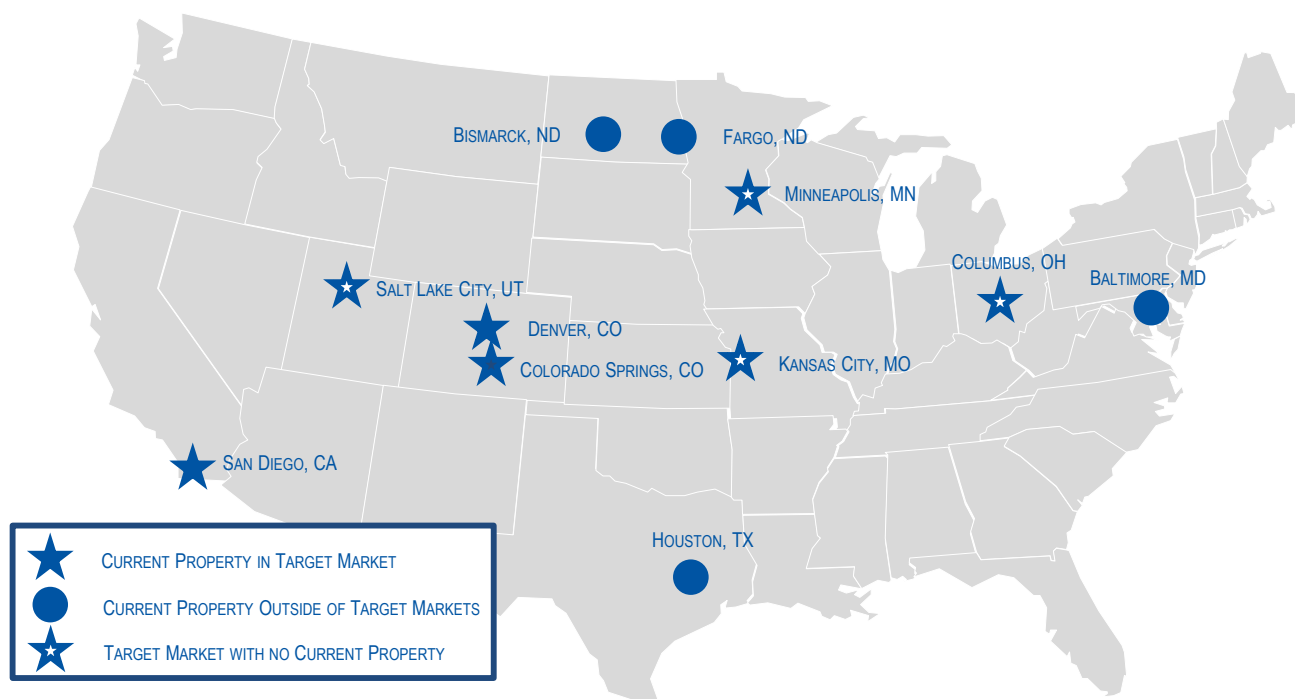 Bismarck, ND
Fargo, ND
Minneapolis, MN
Columbus, OH
Baltimore, MD
Salt Lake City, UT
Denver, CO
Colorado Springs, CO
Kansas City, MO
San Diego, CA
Houston, TX
Current Property in Target Market
Current Property Outside of Target Markets
Target Market with no Current Property